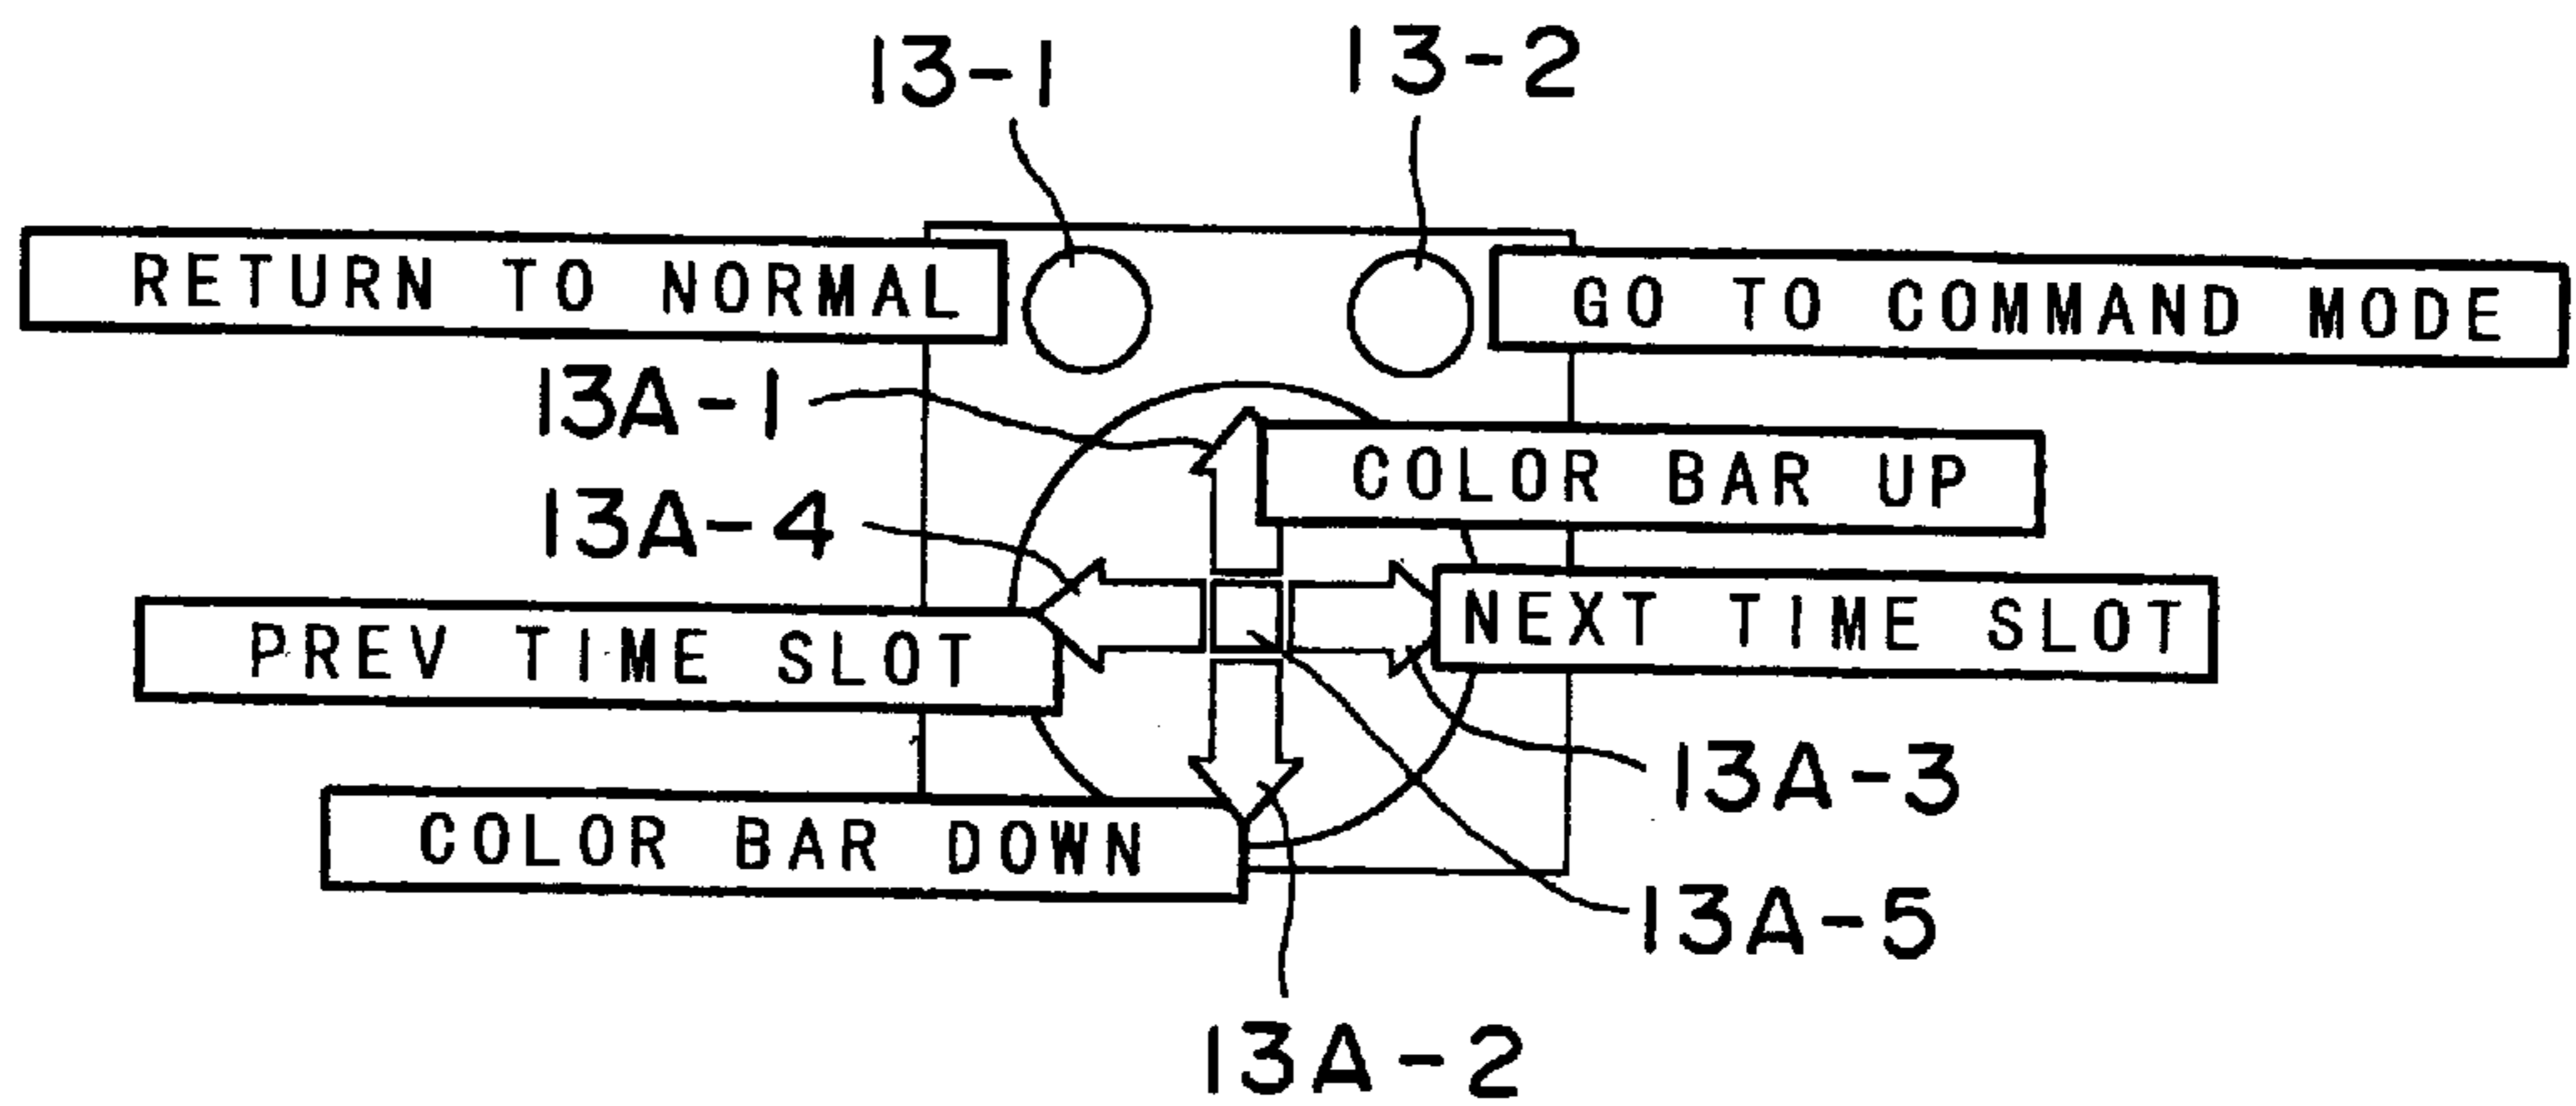 13-1 13-2
RETURN TO NORMAL
GO TO COMMAND MODE
13A-1
COLOR BAR UP
13A-4
NEXT TIME SLOT
PREV TIME SLOT
13A-3
COLOR BAR DOWN
13A-5
13A-2